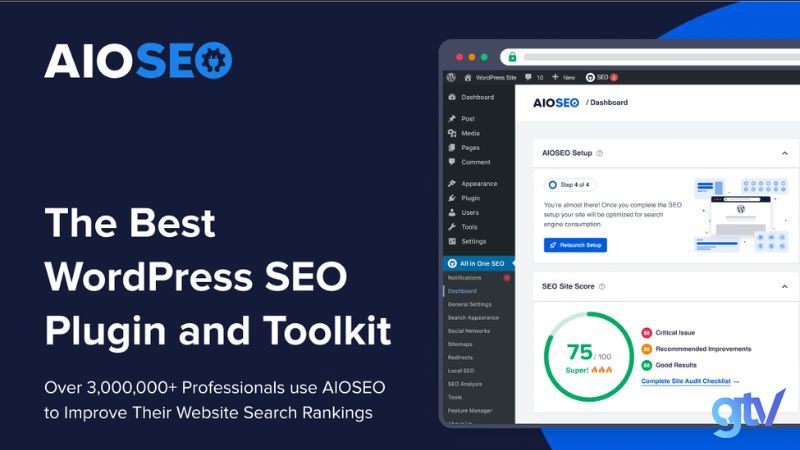 AIOSEO
The Best
WordPress SEO
Plugin and Toolkit
Over 3,000,000+ Professionals use AIOSEO
to Improve Their Website Search Rankings
WordPress Site 10 + New SEO 3
Dashboard
Post
Media
Pages
Comment
Appearance
Plugin
Users
Tools
Settings
All in One SEO
Notifications
Dashboard
General Settings
Search Appearance
Social Networks
Sitemaps
Redirects
Local SEO
SEO Analysis
Tools
Feature Manager
About Us
AIOSEO / Dashboard
AIOSEO Setup
Step 4 of 4
You're almost there! Once you complete the SEO
setup your site will be optimized for search
engine consumption.
Relaunch Setup
SEO Site Score
75 / 100
Super! 🔥🔥🔥
Critical Issue
Recommmended Improvements
Good Results
Complete Site Audit Checklist →
gtv